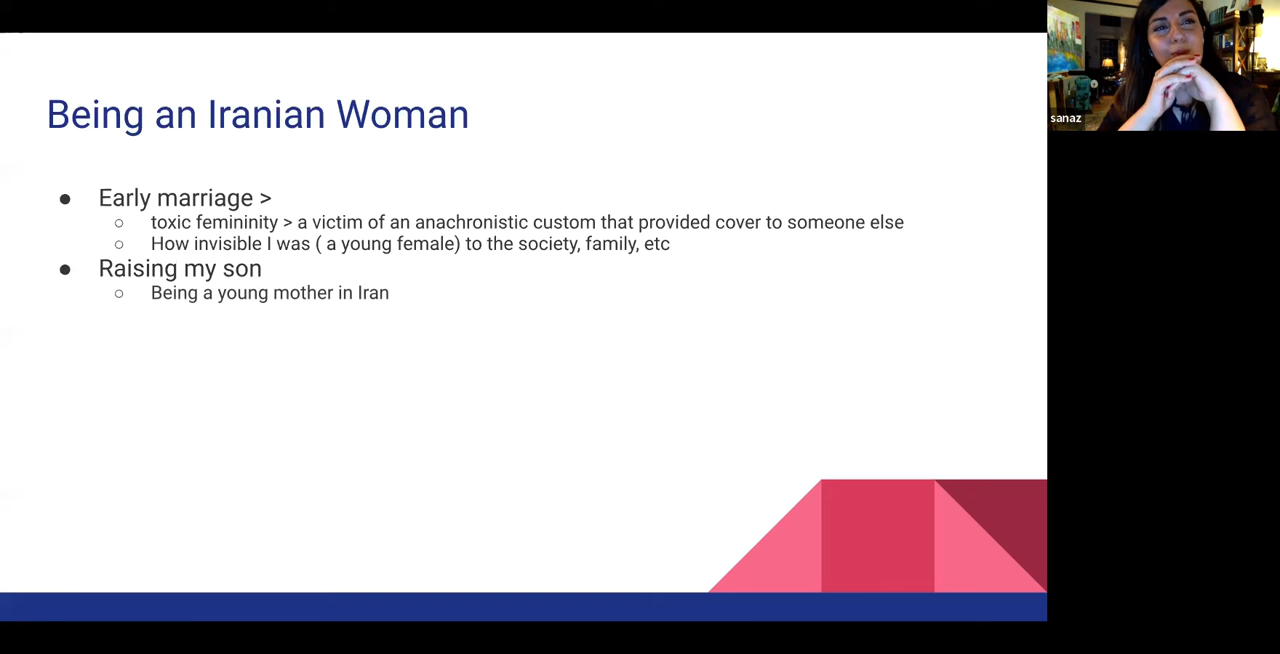 Being an Iranian Woman
● Early marriage >
○ toxic femininity > a victim of an anachronistic custom that provided cover to someone else
○ How invisible I was ( a young female) to the society, family, etc
● Raising my son
○ Being a young mother in Iran
sanaz